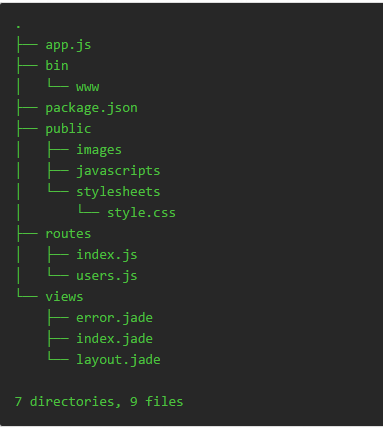 .
├── app.js
├── bin
│   └── www
├── package.json
├── public
│   ├── images
│   ├── javascripts
│   └── stylesheets
│       └── style.css
├── routes
│   ├── index.js
│   └── users.js
└── views
    ├── error.jade
    ├── index.jade
    └── layout.jade

7 directories, 9 files